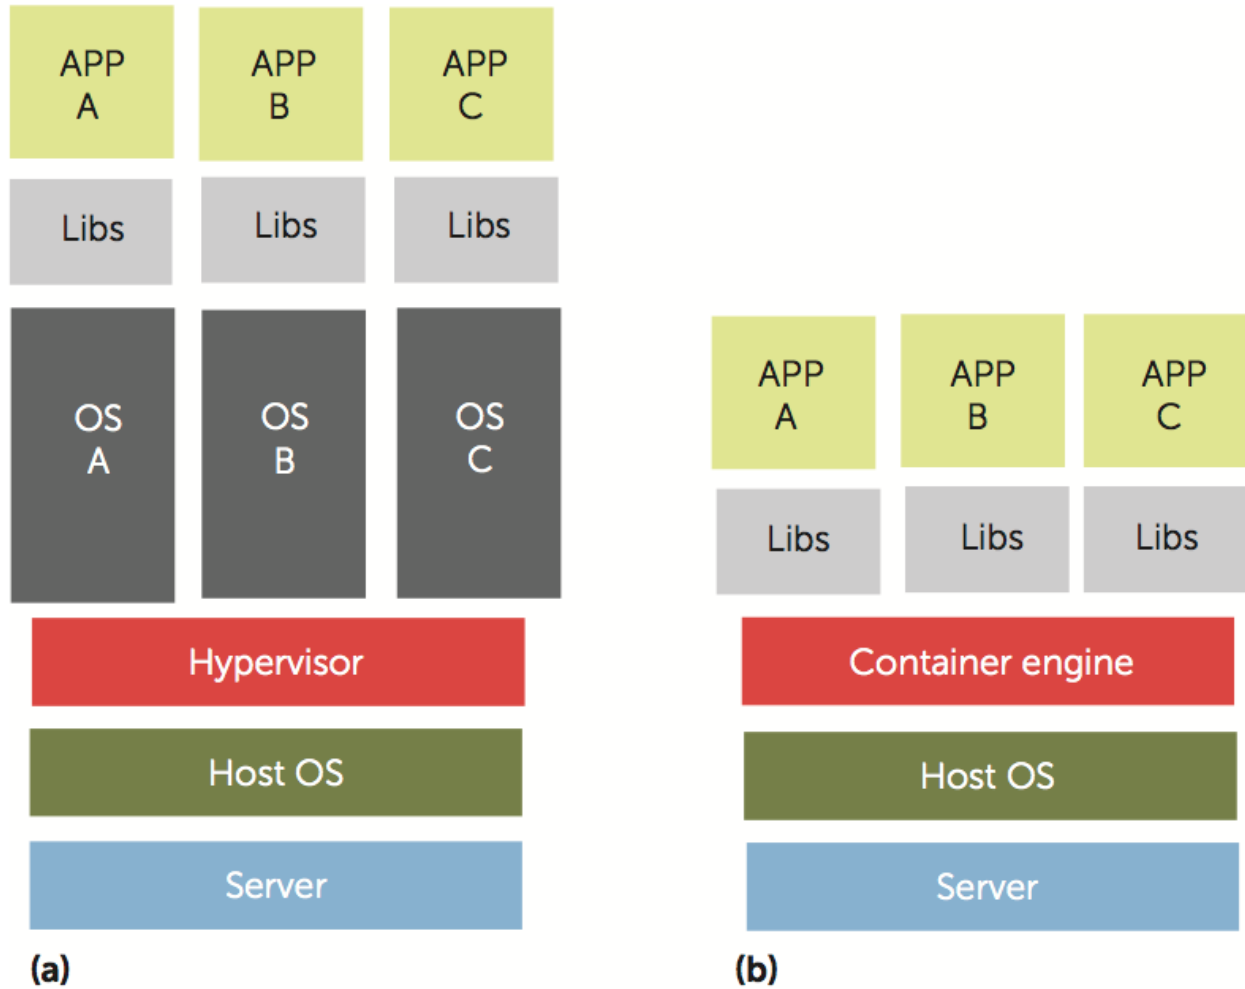 APP
A
APP
B
APP
C
Libs
Libs
Libs
OS
A
OS
B
OS
C
Hypervisor
Host OS
Server
(a)
APP
A
APP
B
APP
C
Libs
Libs
Libs
Container engine
Host OS
Server
(b)